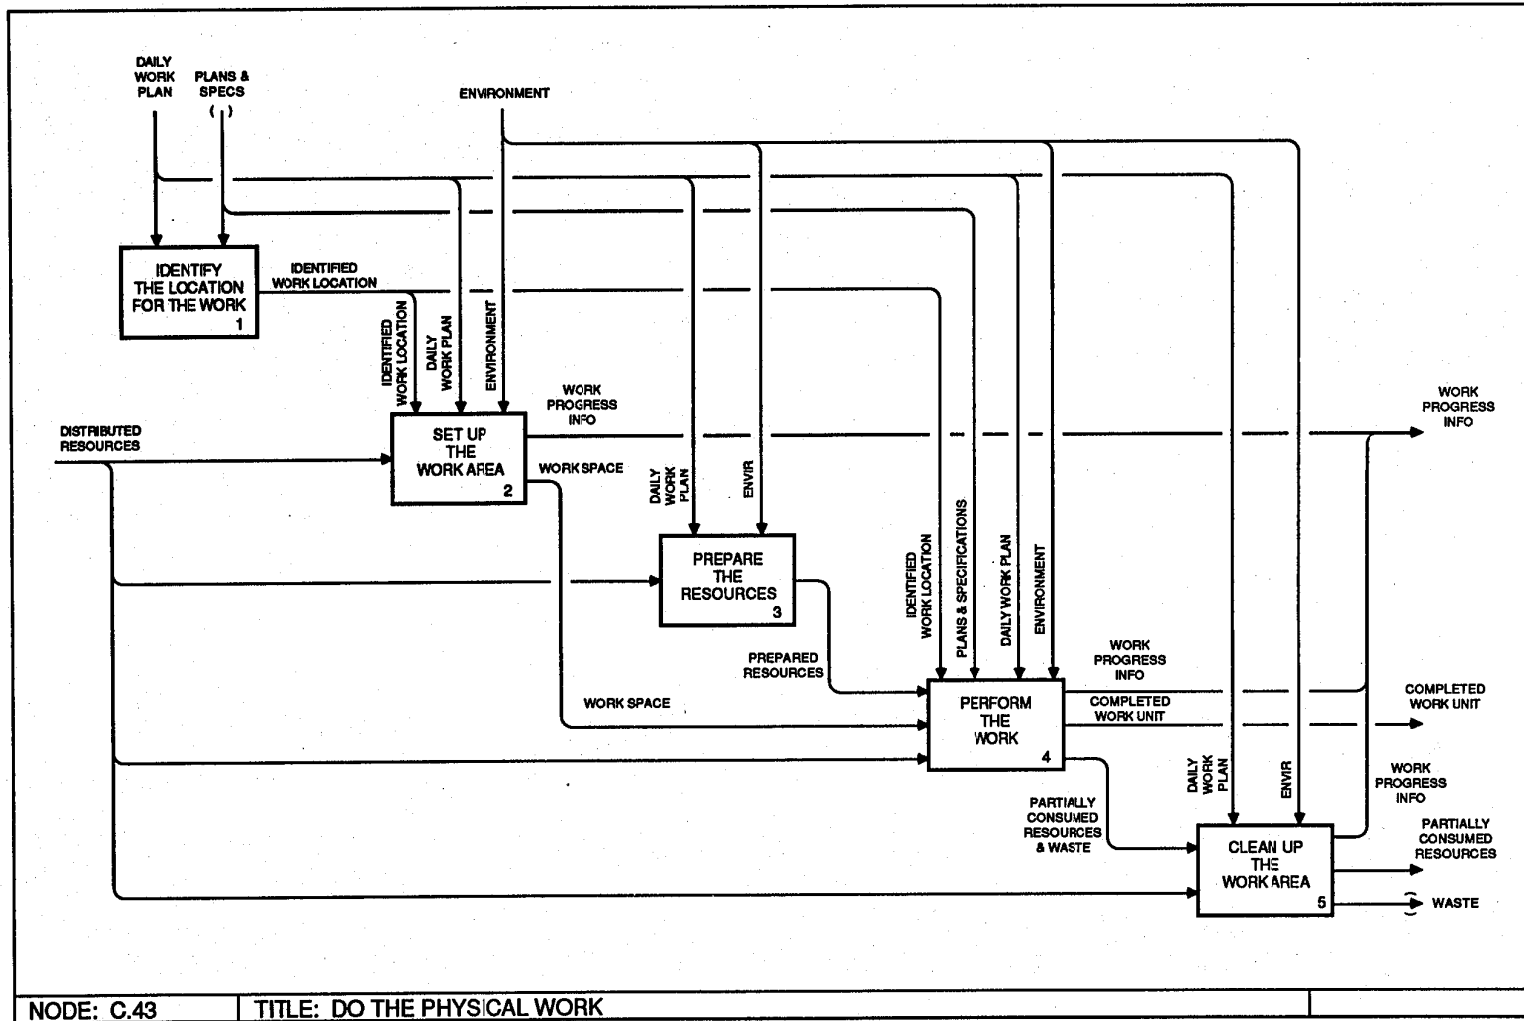 DAILY
WORK
PLAN
PLANS &
SPECS
( )
ENVIRONMENT
IDENTIFY
THE LOCATION
FOR THE WORK
1
IDENTIFIED
WORK LOCATION
IDENTIFIED
WORK LOCATION
DAILY
WORK PLAN
ENVIRONMENT
WORK
PROGRESS
INFO
WORK
PROGRESS
INFO
DISTRIBUTED
RESOURCES
SET UP
THE
WORK AREA
2
WORK SPACE
DAILY
WORK
PLAN
ENVIR
PREPARE
THE
RESOURCES
3
IDENTIFIED
WORK LOCATION
PLANS & SPECIFICATIONS
DAILY WORK PLAN
ENVIRONMENT
PREPARED
RESOURCES
WORK
PROGRESS
INFO
WORK SPACE
PERFORM
THE
WORK
4
COMPLETED
WORK UNIT
COMPLETED
WORK UNIT
DAILY
WORK
PLAN
ENVIR
WORK
PROGRESS
INFO
PARTIALLY
CONSUMED
RESOURCES
& WASTE
CLEAN UP
THE
WORK AREA
5
PARTIALLY
CONSUMED
RESOURCES
( )
WASTE
NODE: C.43
TITLE: DO THE PHYSICAL WORK